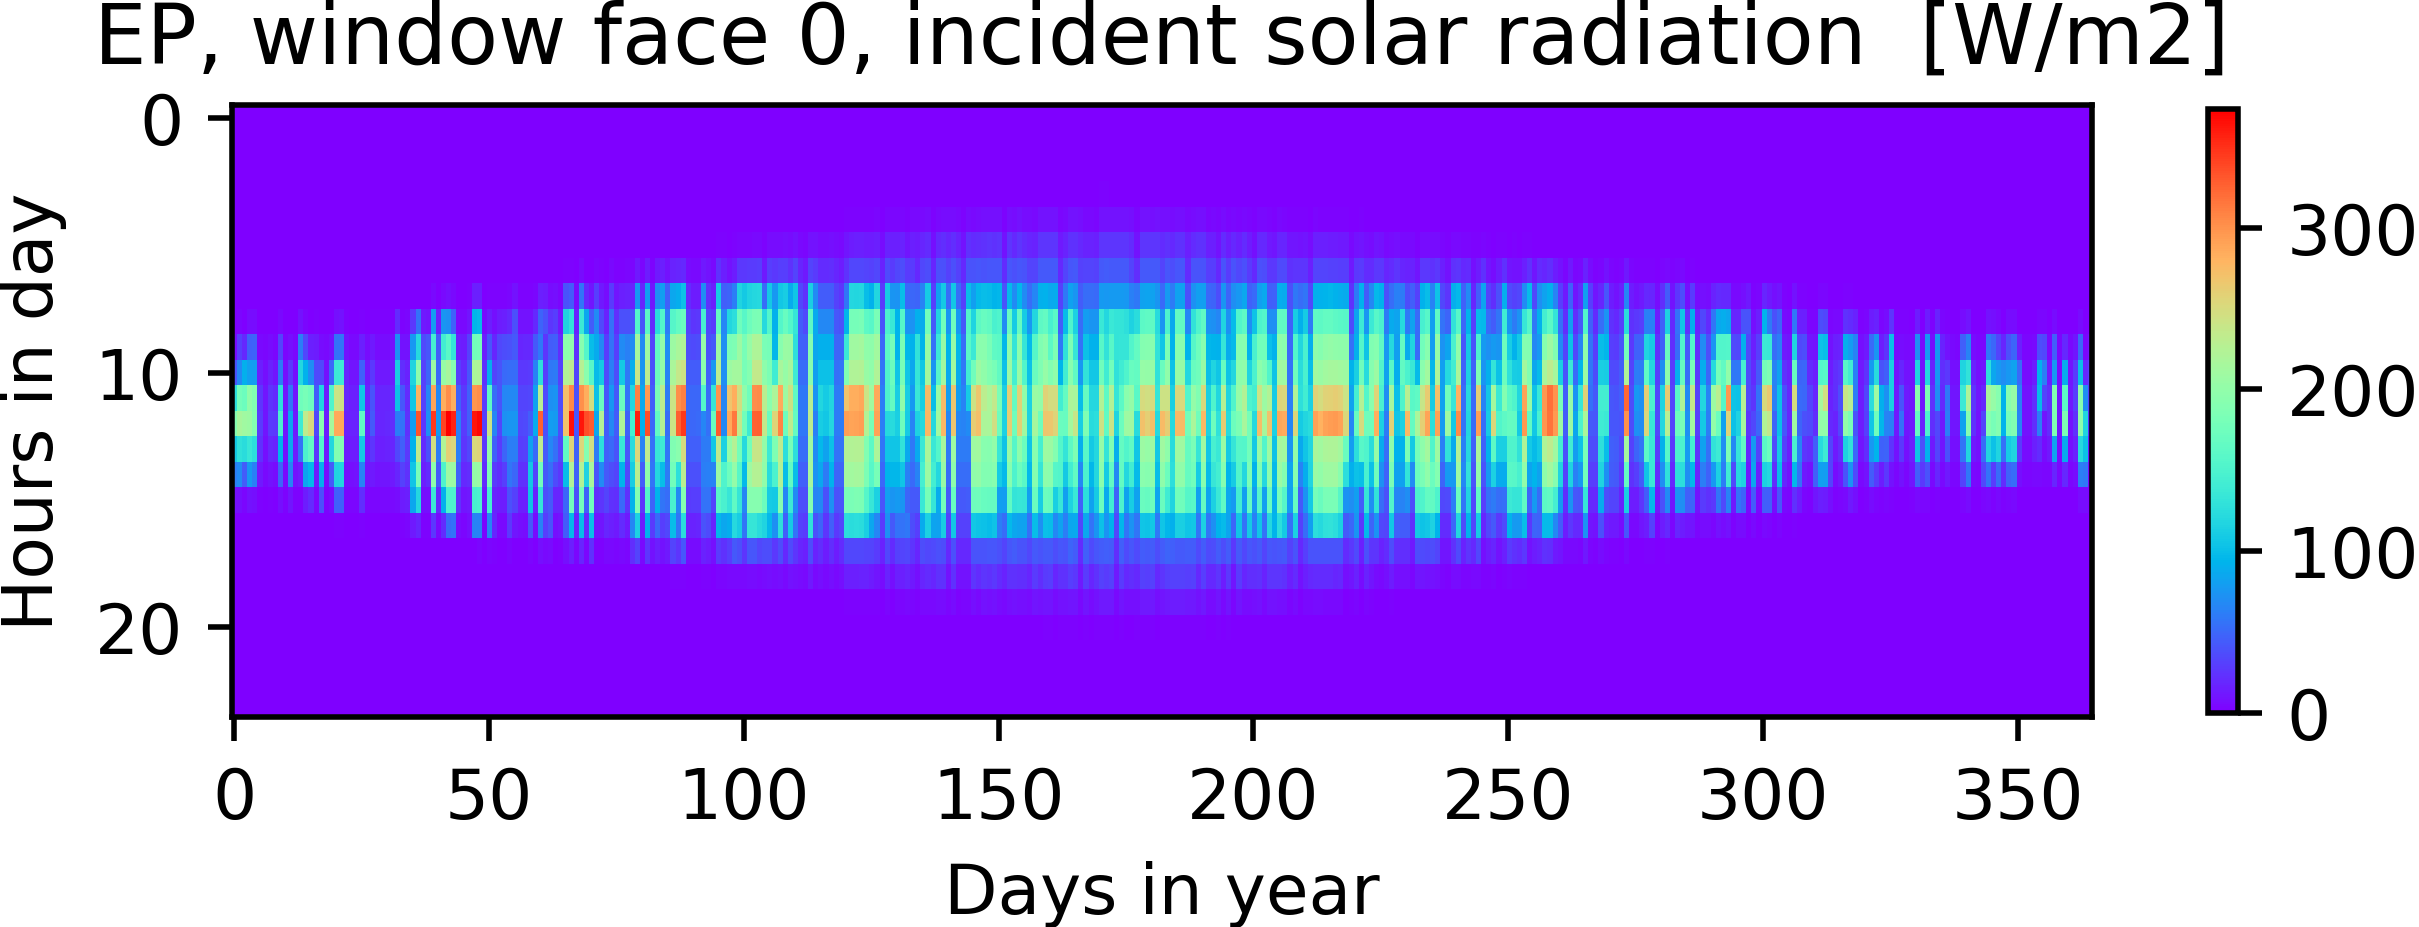 EP, window face 0, incident solar radiation  [W/m2]
Hours in day
0
10
20
0 50 100 150 200 250 300 350
Days in year
300
200
100
0